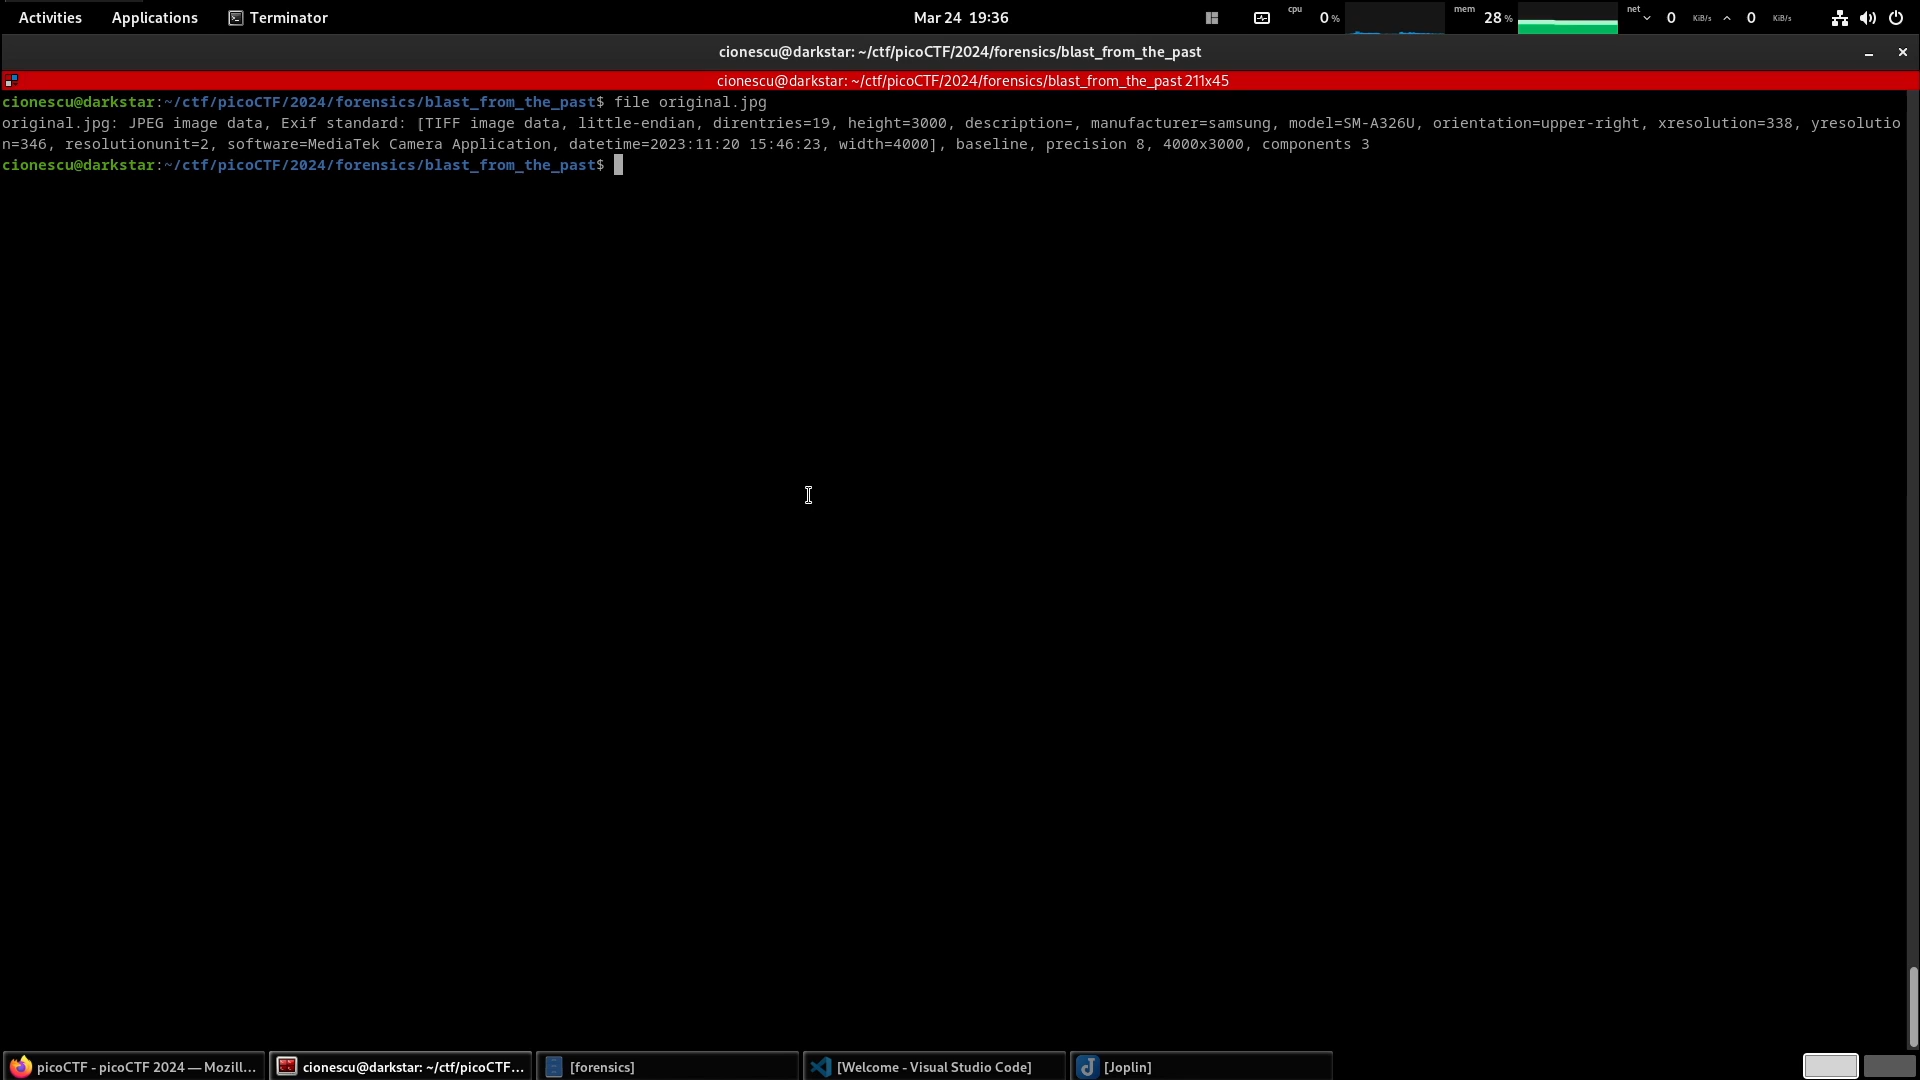 Activities Applications Terminator Mar 24 19:36 cpu 0 % mem 28 % net 0 KiB/s 0 KiB/s
cionescu@darkstar: ~/ctf/picoCTF/2024/forensics/blast_from_the_past
cionescu@darkstar: ~/ctf/picoCTF/2024/forensics/blast_from_the_past 211x45
cionescu@darkstar:~/ctf/picoCTF/2024/forensics/blast_from_the_past$ file original.jpg
original.jpg: JPEG image data, Exif standard: [TIFF image data, little-endian, direntries=19, height=3000, description=, manufacturer=samsung, model=SM-A326U, orientation=upper-right, xresolution=338, yresolutio
n=346, resolutionunit=2, software=MediaTek Camera Application, datetime=2023:11:20 15:46:23, width=4000], baseline, precision 8, 4000x3000, components 3
cionescu@darkstar:~/ctf/picoCTF/2024/forensics/blast_from_the_past$
picoCTF - picoCTF 2024 — Mozill... cionescu@darkstar: ~/ctf/picoCTF... [forensics] [Welcome - Visual Studio Code] [Joplin]